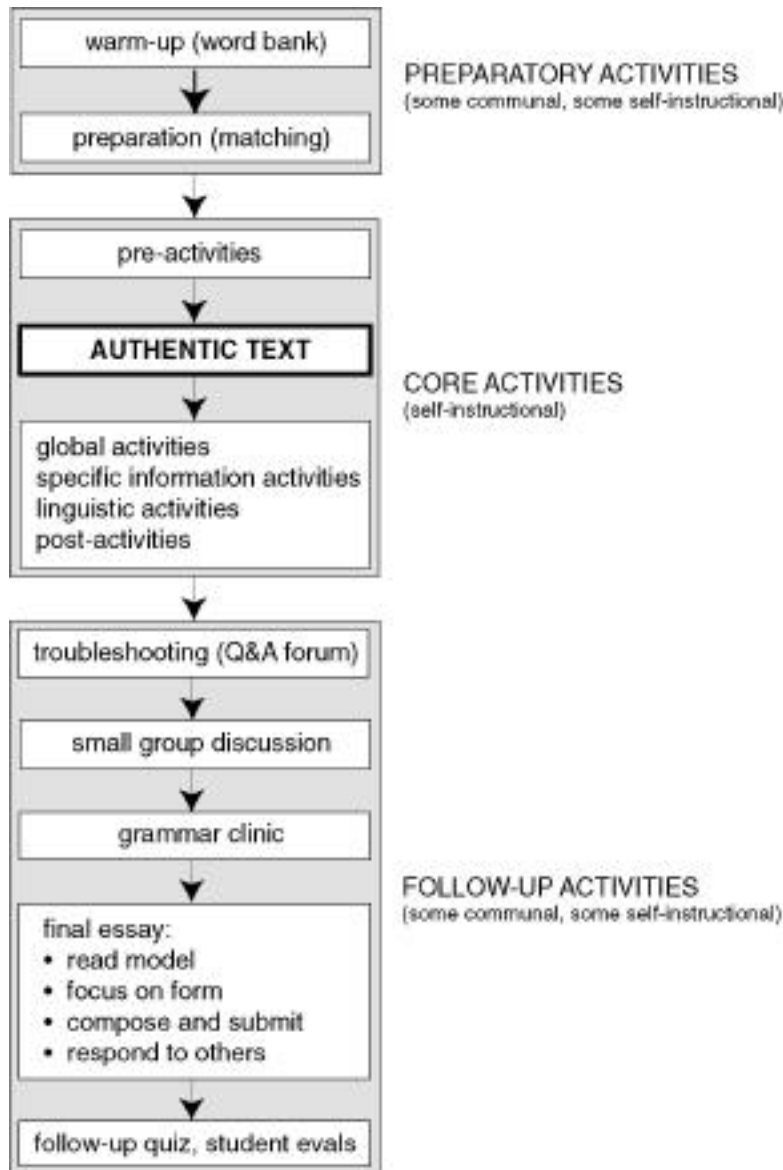 warm-up (word bank)
preparation (matching)
PREPARATORY ACTIVITIES
(some communal, some self-instructional)
pre-activities
AUTHENTIC TEXT
global activities
specific information activities
linguistic activities
post-activities
CORE ACTIVITIES
(self-instructional)
troubleshooting (Q&A forum)
small group discussion
grammar clinic
final essay:
• read model
• focus on form
• compose and submit
• respond to others
follow-up quiz, student evals
FOLLOW-UP ACTIVITIES
(some communal, some self-instructional)